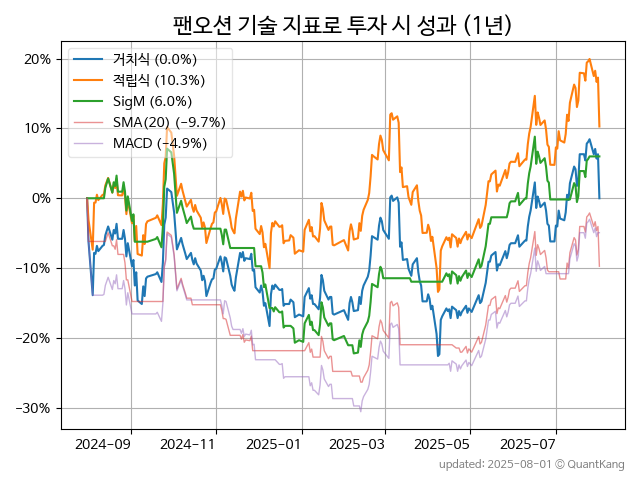 팬오션 기술 지표로 투자 시 성과 (1년)
거치식 (0.0%)
적립식 (10.3%)
SigM (6.0%)
SMA(20) (−9.7%)
MACD (−4.9%)
20%
10%
0%
−10%
−20%
−30%
2024−09
2024−11
2025−01
2025−03
2025−05
2025−07
updated: 2025-08-01 © QuantKang